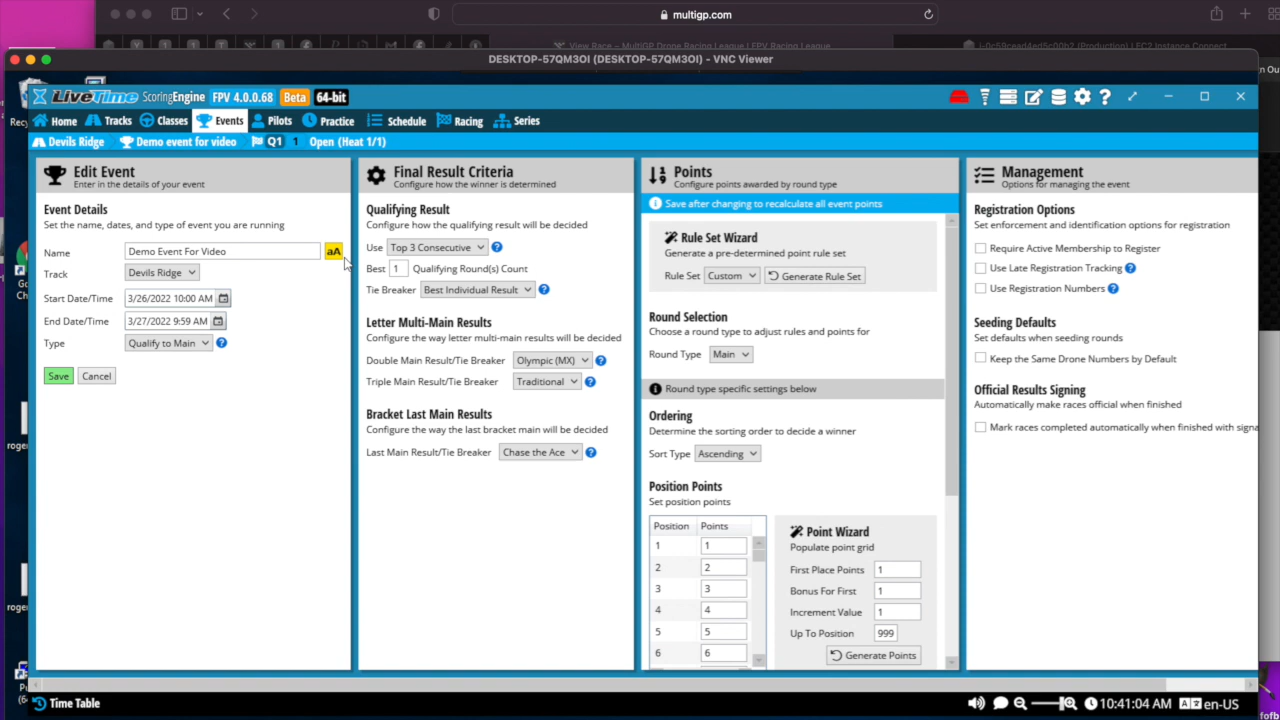 multigp.com
View Race — MultiGP Drone Racing League / FPV Racing League
i-0c59cead4ed5c00b2 (Production) | EC2 Instance Connect
DESKTOP-57QM3OI (DESKTOP-57QM3OI) - VNC Viewer
LiveTime ScoringEngine FPV 4.0.0.68 Beta 64-bit
Home Tracks Classes Events Pilots Practice Schedule Racing Series
Devils Ridge Demo event for video Q1 1 Open (Heat 1/1)
Edit Event
Enter in the details of your event
Event Details
Set the name, dates, and type of event you are running
Name Demo Event For Video aA
Track Devils Ridge
Start Date/Time 3/26/2022 10:00 AM
End Date/Time 3/27/2022 9:59 AM
Type Qualify to Main ?
Save Cancel
Final Result Criteria
Configure how the winner is determined
Qualifying Result
Configure how the qualifying result will be decided
Use Top 3 Consecutive ?
Best 1 Qualifying Round(s) Count
Tie Breaker Best Individual Result ?
Letter Multi-Main Results
Configure the way letter multi-main results will be decided
Double Main Result/Tie Breaker Olympic (MX) ?
Triple Main Result/Tie Breaker Traditional ?
Bracket Last Main Results
Configure the way the last bracket main will be decided
Last Main Result/Tie Breaker Chase the Ace ?
Points
Configure points awarded by round type
Save after changing to recalculate all event points
Rule Set Wizard
Generate a pre-determined point rule set
Rule Set Custom Generate Rule Set
Round Selection
Choose a round type to adjust rules and points for
Round Type Main
Round type specific settings below
Ordering
Determine the sorting order to decide a winner
Sort Type Ascending
Position Points
Set position points
Position Points
1 1
2 2
3 3
4 4
5 5
6 6
Point Wizard
Populate point grid
First Place Points 1
Bonus For First 1
Increment Value 1
Up To Position 999
Generate Points
Management
Options for managing the event
Registration Options
Set enforcement and identification options for registration
Require Active Membership to Register
Use Late Registration Tracking ?
Use Registration Numbers ?
Seeding Defaults
Set defaults when seeding rounds
Keep the Same Drone Numbers by Default
Official Results Signing
Automatically make races official when finished
Mark races completed automatically when finished with signa
Time Table
10:41:04 AM en-US
Recy
Go
Ch
roge
roge
Pu
(6
n Out
fofb